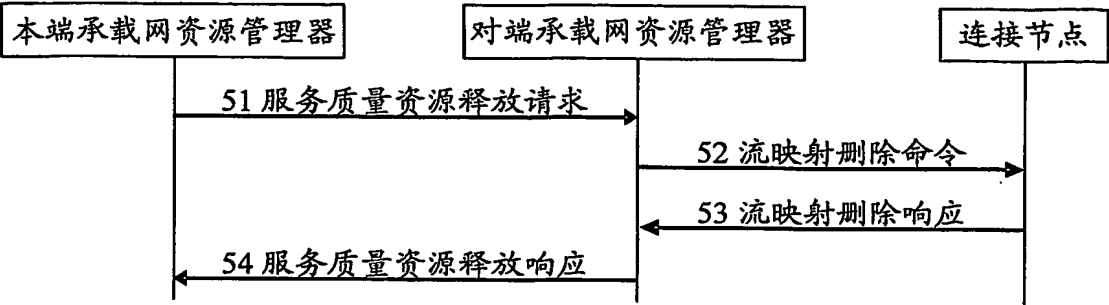 本端承载网资源管理器
对端承载网资源管理器
连接节点
51 服务质量资源释放请求
52 流映射删除命令
53 流映射删除响应
54 服务质量资源释放响应